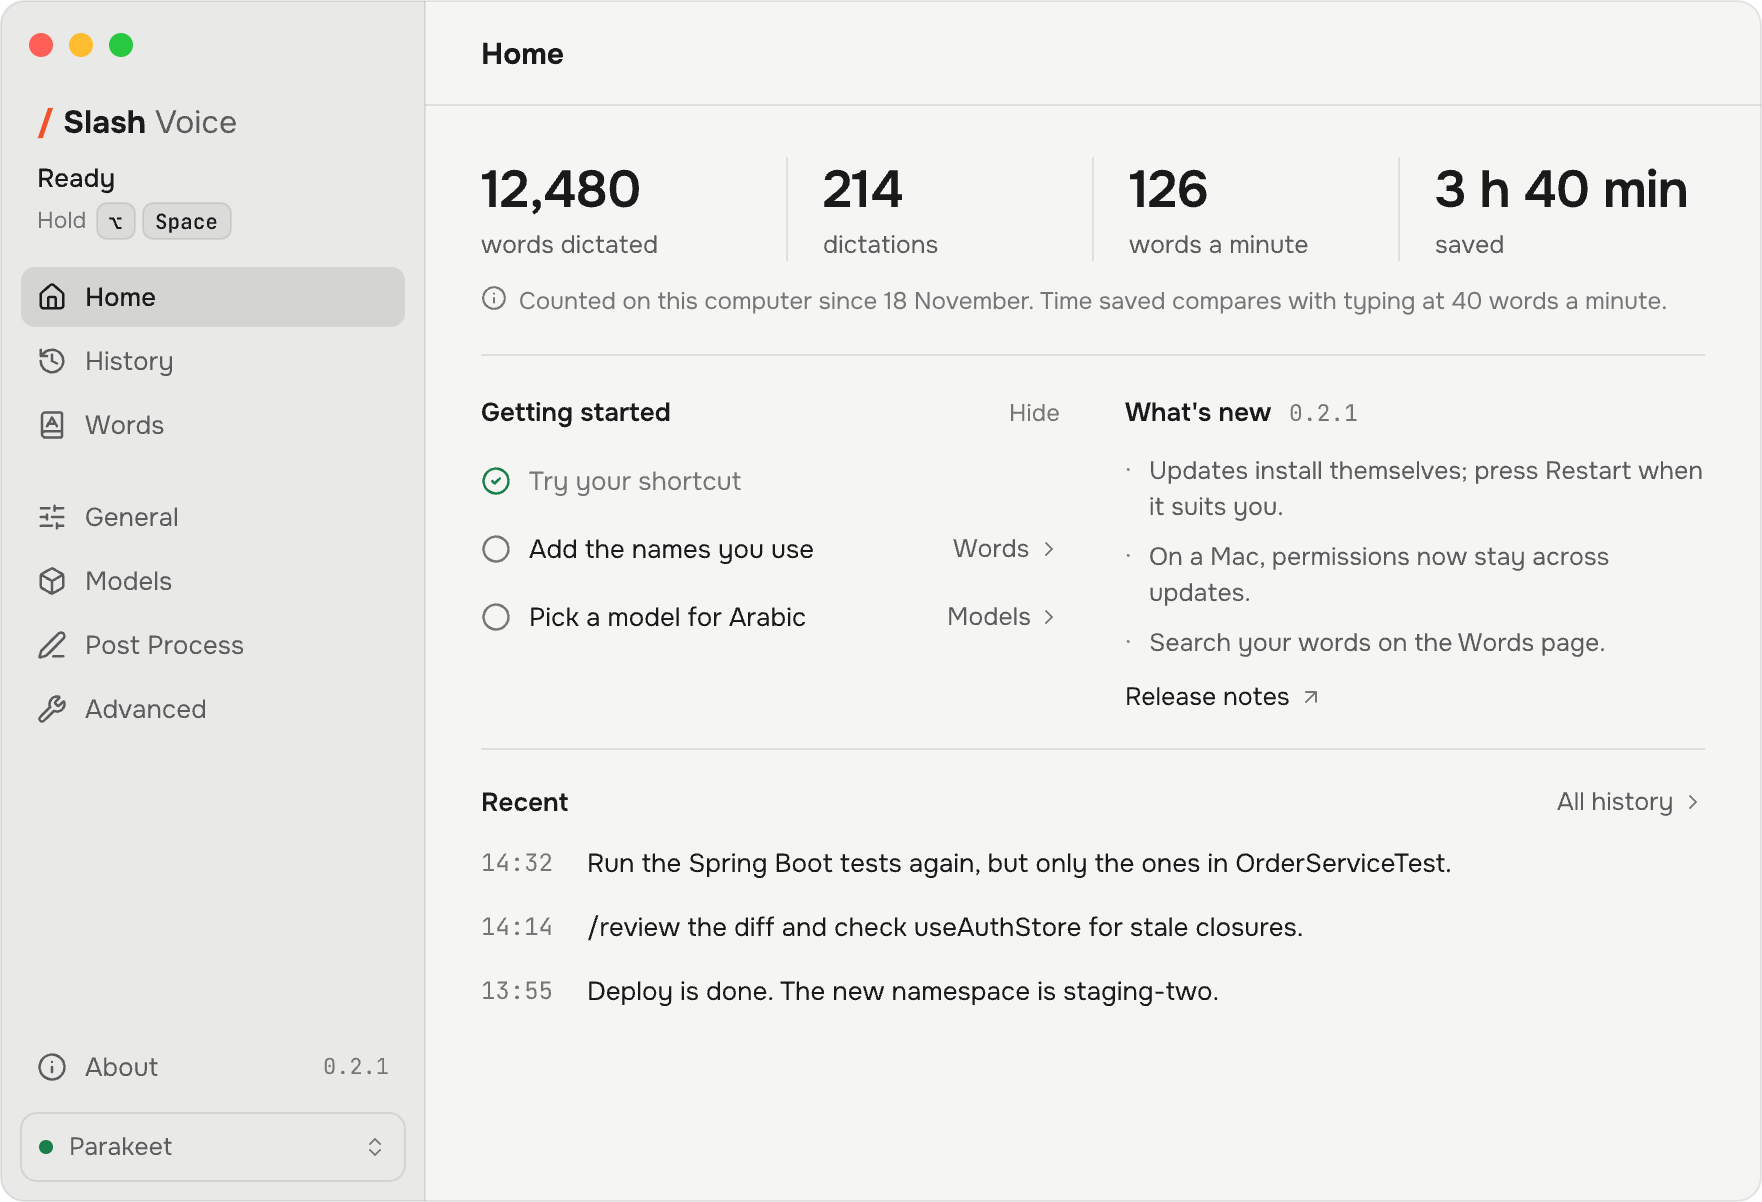 / Slash Voice
Ready
Hold ⌥ Space
Home
History
Words
General
Models
Post Process
Advanced
About 0.2.1
Parakeet
Home
12,480
words dictated
214
dictations
126
words a minute
3 h 40 min
saved
Counted on this computer since 18 November. Time saved compares with typing at 40 words a minute.
Getting started Hide
Try your shortcut
Add the names you use Words
Pick a model for Arabic Models
What's new 0.2.1
· Updates install themselves; press Restart when
it suits you.
· On a Mac, permissions now stay across
updates.
· Search your words on the Words page.
Release notes
Recent All history
14:32 Run the Spring Boot tests again, but only the ones in OrderServiceTest.
14:14 /review the diff and check useAuthStore for stale closures.
13:55 Deploy is done. The new namespace is staging-two.